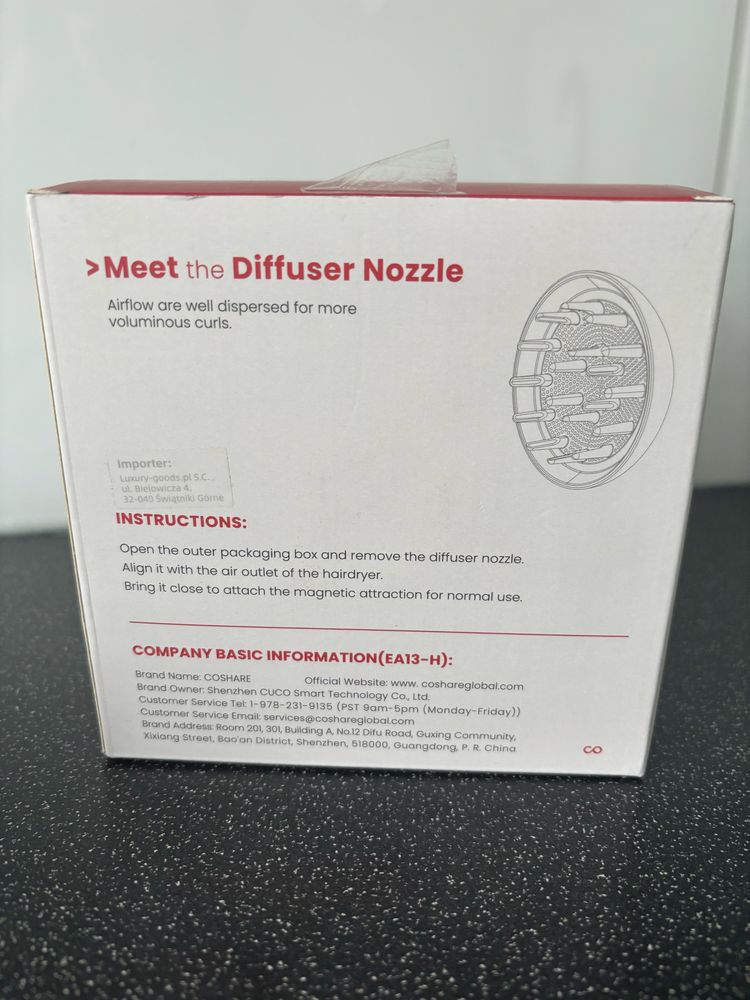 >Meet the Diffuser Nozzle
Airflow are well dispersed for more
voluminous curls.
Importer:
Luxury-goods.pl S.C.
ul. Bielowicza 4,
32-040 Świątniki Górne
INSTRUCTIONS:
Open the outer packaging box and remove the diffuser nozzle.
Align it with the air outlet of the hairdryer.
Bring it close to attach the magnetic attraction for normal use.
COMPANY BASIC INFORMATION(EA13-H):
Brand Name: COSHARE Official Website: www. coshareglobal.com
Brand Owner: Shenzhen CUCO Smart Technology Co., Ltd.
Customer Service Tel: 1-978-231-9135 (PST 9am-5pm (Monday-Friday))
Customer Service Email: services@coshareglobal.com
Brand Address: Room 201, 301, Building A, No.12 Difu Road, Guxing Community,
Xixiang Street, Bao'an District, Shenzhen, 518000, Guangdong, P. R. China
CO